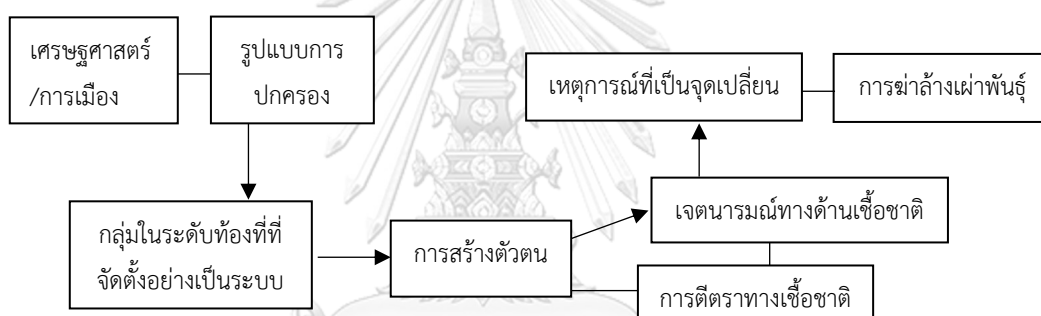 เศรษฐศาสตร์
/การเมือง
รูปแบบการ
ปกครอง
เหตุการณ์ที่เป็นจุดเปลี่ยน
การฆ่าล้างเผ่าพันธุ์
กลุ่มในระดับท้องที่ที่
จัดตั้งอย่างเป็นระบบ
การสร้างตัวตน
เจตนารมณ์ทางด้านเชื้อชาติ
การตีตราทางเชื้อชาติ